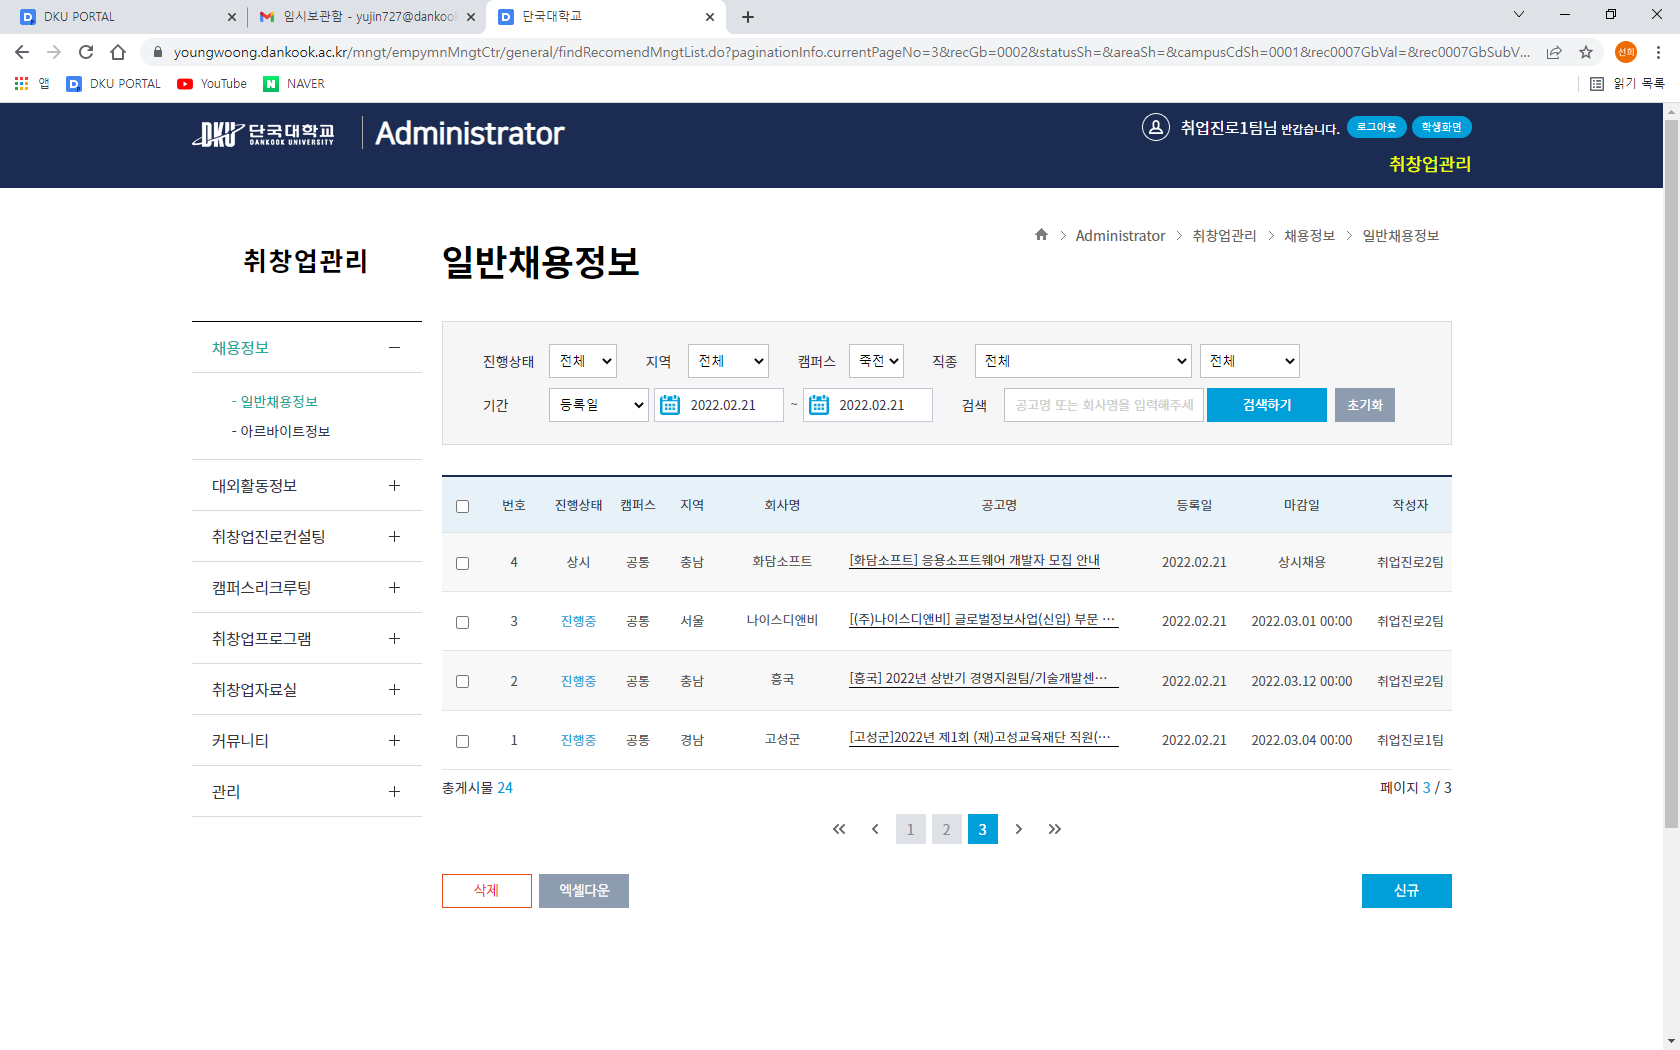 DKU PORTAL
임시보관함 - yujin727@dankook
단국대학교
youngwoong.dankook.ac.kr/mngt/empymnMngtCtr/general/findRecomendMngtList.do?paginationInfo.currentPageNo=3&recGb=0002&statusSh=&areaSh=&campusCdSh=0001&rec0007GbVal=&rec0007GbSubV...
선희
앱 DKU PORTAL YouTube NAVER 읽기 목록
DKU 단국대학교 DANKOOK UNIVERSITY Administrator
취업진로1팀님 반갑습니다. 로그아웃 학생화면
취창업관리
Administrator 취창업관리 채용정보 일반채용정보
취창업관리
일반채용정보
채용정보
- 일반채용정보
- 아르바이트정보
대외활동정보
취창업진로컨설팅
캠퍼스리크루팅
취창업프로그램
취창업자료실
커뮤니티
관리
진행상태 전체 지역 전체 캠퍼스 죽전 직종 전체 전체
기간 등록일 2022.02.21 ~ 2022.02.21 검색 공고명 또는 회사명을 입력해주세 검색하기 초기화
번호 진행상태 캠퍼스 지역 회사명 공고명 등록일 마감일 작성자
4 상시 공통 충남 화담소프트 [화담소프트] 응용소프트웨어 개발자 모집 안내 2022.02.21 상시채용 취업진로2팀
3 진행중 공통 서울 나이스디앤비 [(주)나이스디앤비] 글로벌정보사업(신입) 부문 ... 2022.02.21 2022.03.01 00:00 취업진로2팀
2 진행중 공통 충남 흥국 [흥국] 2022년 상반기 경영지원팀/기술개발센... 2022.02.21 2022.03.12 00:00 취업진로2팀
1 진행중 공통 경남 고성군 [고성군]2022년 제1회 (재)고성교육재단 직원(... 2022.02.21 2022.03.04 00:00 취업진로1팀
총게시물 24 페이지 3 / 3
1 2 3
삭제 엑셀다운 신규